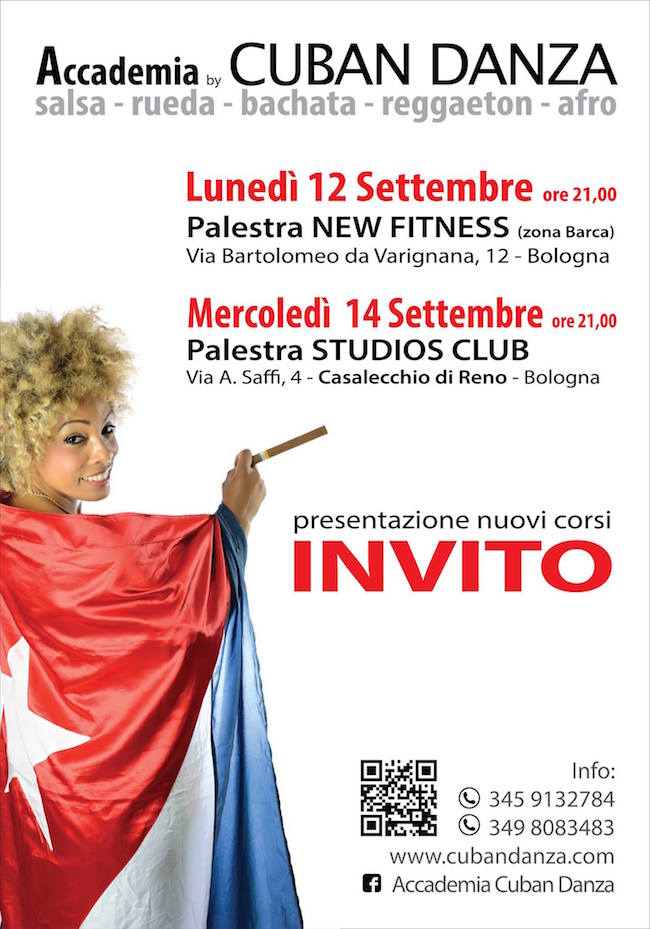 Accademia by CUBAN DANZA
salsa - rueda - bachata - reggaeton - afro
Lunedì 12 Settembre ore 21,00
Palestra NEW FITNESS (zona Barca)
Via Bartolomeo da Varignana, 12 - Bologna
Mercoledì 14 Settembre ore 21,00
Palestra STUDIOS CLUB
Via A. Saffi, 4 - Casalecchio di Reno - Bologna
presentazione nuovi corsi
INVITO
Info:
345 9132784
349 8083483
www.cubandanza.com
Accademia Cuban Danza